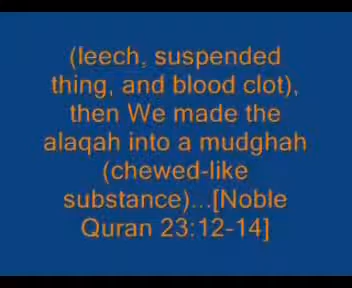 (leech, suspended
thing, and blood clot),
then We made the
alaqah into a mudghah
(chewed-like
substance)...[Noble
Quran 23:12-14]